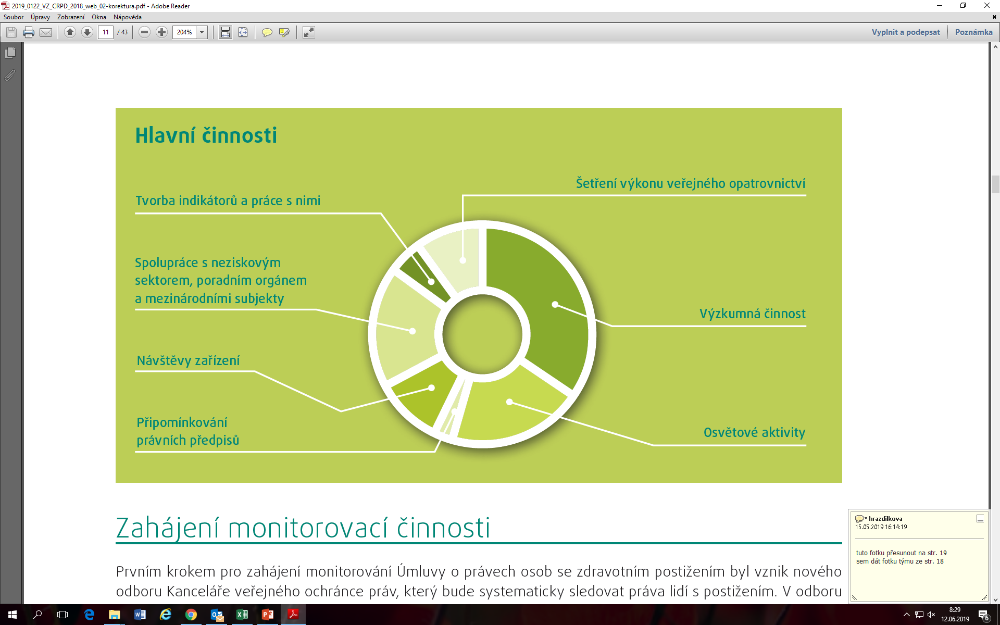 2019_0122_VZ_CRPD_2018_web_02-korektura.pdf - Adobe Reader
Soubor Úpravy Zobrazení Okna Nápověda
11 / 43 204% Vyplnit a podepsat Poznámka
Hlavní činnosti
Šetření výkonu veřejného opatrovnictví
Tvorba indikátorů a práce s nimi
Spolupráce s neziskovým
sektorem, poradním orgánem
a mezinárodními subjekty
Výzkumná činnost
Návštěvy zařízení
Připomínkování
právních předpisů
Osvětové aktivity
Zahájení monitorovací činnosti
Prvním krokem pro zahájení monitorování Úmluvy o právech osob se zdravotním postižením byl vznik nového
odboru Kanceláře veřejného ochránce práv, který bude systematicky sledovat práva lidí s postižením. V odboru
hrazdilkova
15.05.2019 16:14:19
tuto fotku přesunout na str. 19
sem dát fotku týmu ze str. 18
8:29
12.06.2019
6